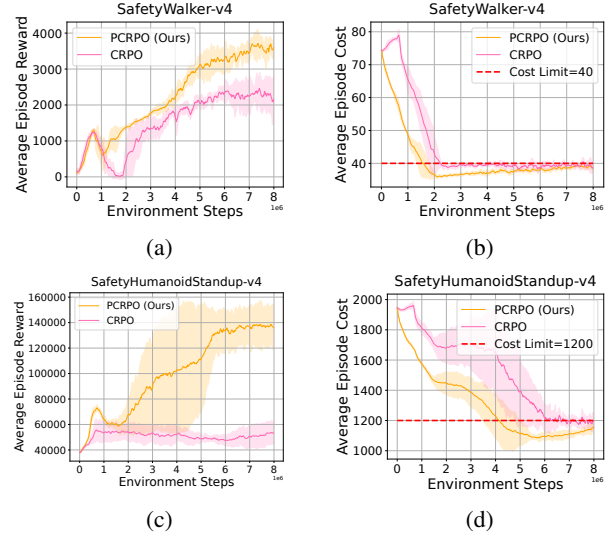 SafetyWalker-v4
Average Episode Reward
4000
3000
2000
1000
0
PCRPO (Ours)
CRPO
0 1 2 3 4 5 6 7 8
1e6
Environment Steps
(a)
SafetyWalker-v4
Average Episode Cost
80
70
60
50
40
30
PCRPO (Ours)
CRPO
Cost Limit=40
0 1 2 3 4 5 6 7 8
1e6
Environment Steps
(b)
SafetyHumanoidStandup-v4
Average Episode Reward
160000
140000
120000
100000
80000
60000
40000
PCRPO (Ours)
CRPO
0 1 2 3 4 5 6 7 8
1e6
Environment Steps
(c)
SafetyHumanoidStandup-v4
Average Episode Cost
2000
1800
1600
1400
1200
1000
PCRPO (Ours)
CRPO
Cost Limit=1200
0 1 2 3 4 5 6 7 8
1e6
Environment Steps
(d)